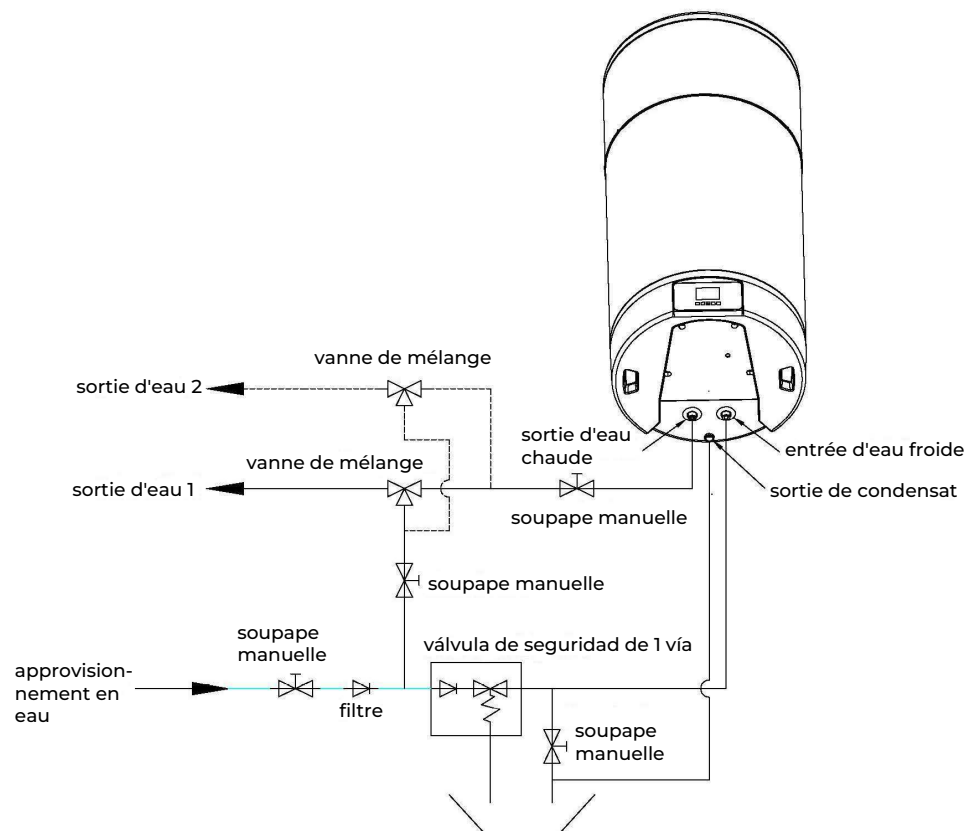 vanne de mélange
sortie d'eau 2
sortie d'eau
chaude
entrée d'eau froide
vanne de mélange
sortie d'eau 1
sortie de condensat
soupape manuelle
soupape manuelle
soupape
manuelle
válvula de seguridad de 1 vía
approvision-
nement en
eau
filtre
soupape
manuelle